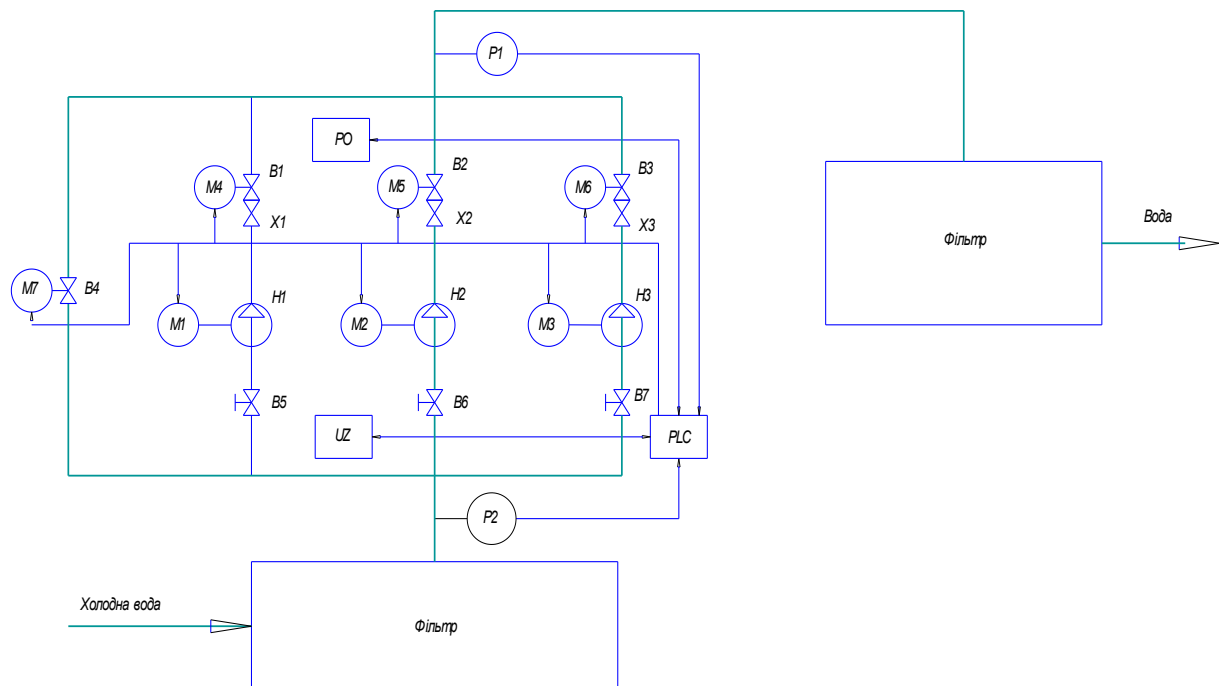 P1
PO
B1
B2
B3
M4
M5
M6
X1
X2
X3
Вода
Фільтр
M7
B4
H1
H2
H3
M1
M2
M3
B5
B6
B7
UZ
PLC
P2
Холодна вода
Фільтр